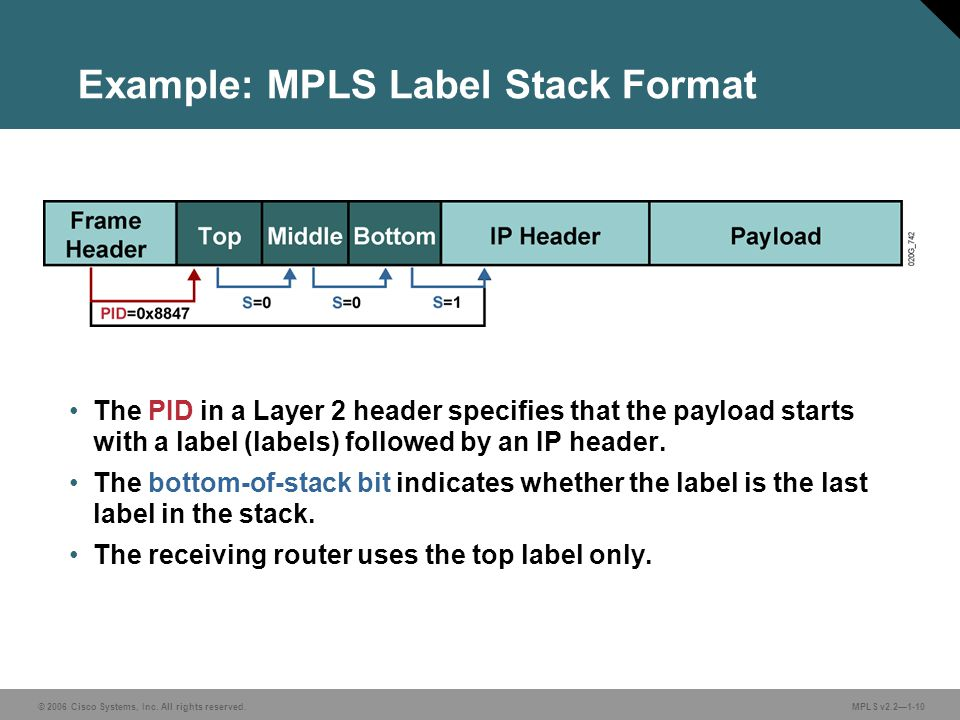 Example: MPLS Label Stack Format
Frame
Header
Top
Middle
Bottom
IP Header
Payload
026G_742
PID=0x8847
S=0
S=0
S=1
• The PID in a Layer 2 header specifies that the payload starts
with a label (labels) followed by an IP header.
• The bottom-of-stack bit indicates whether the label is the last
label in the stack.
• The receiving router uses the top label only.
© 2006 Cisco Systems, Inc. All rights reserved.
MPLS v2.2—1-10